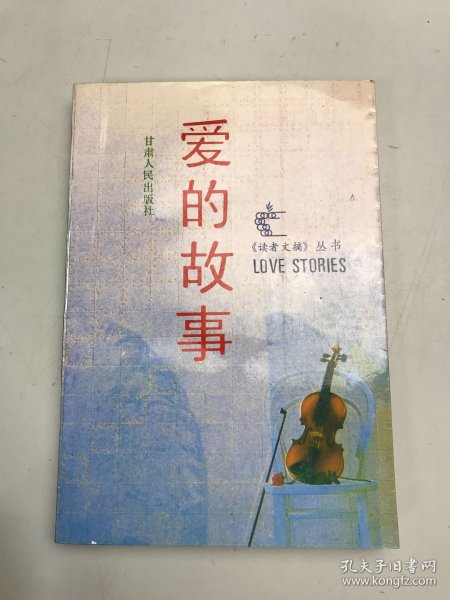 爱的故事
甘肃人民出版社
《读者文摘》丛书
LOVE STORIES
孔夫子旧书网
www.kongfz.com